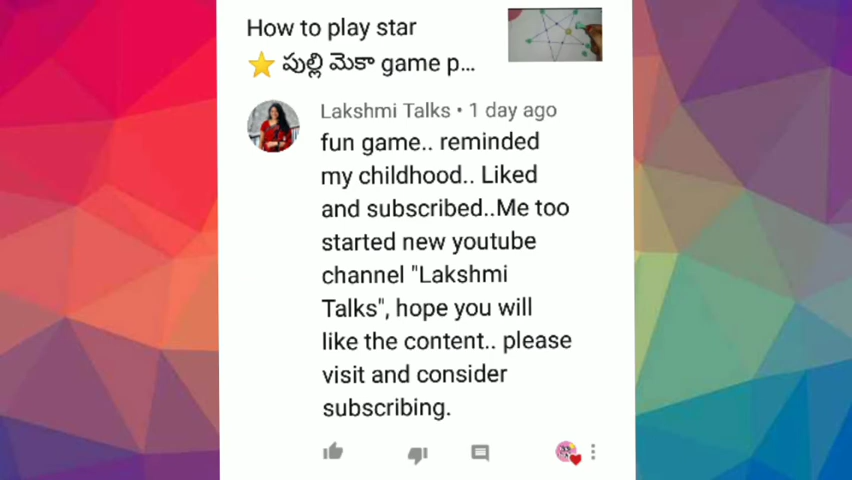 How to play star
⭐ పుల్లి మెకా game p...
Lakshmi Talks • 1 day ago
fun game.. reminded
my childhood.. Liked
and subscribed..Me too
started new youtube
channel "Lakshmi
Talks", hope you will
like the content.. please
visit and consider
subscribing.